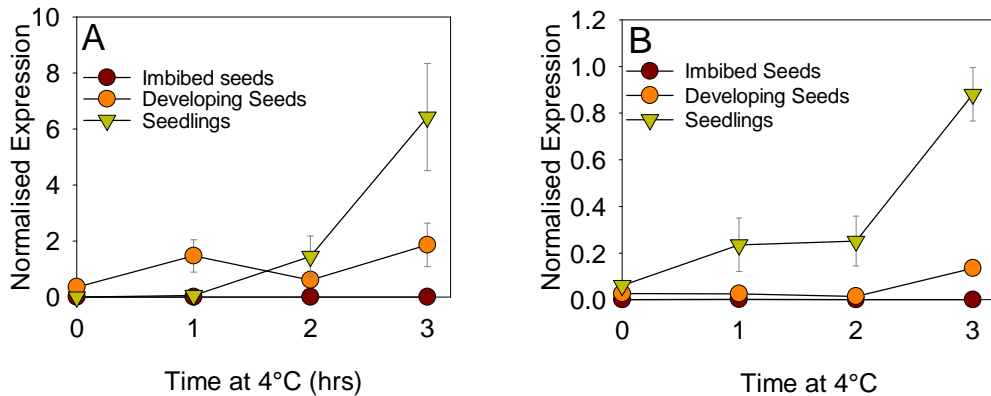 A
Imbibed seeds
Developing Seeds
Seedlings
Normalised Expression
10
8
6
4
2
0
0 1 2 3
Time at 4°C (hrs)
B
Imbibed Seeds
Developing Seeds
Seedlings
Normalised Expression
1.2
1.0
0.8
0.6
0.4
0.2
0.0
0 1 2 3
Time at 4°C